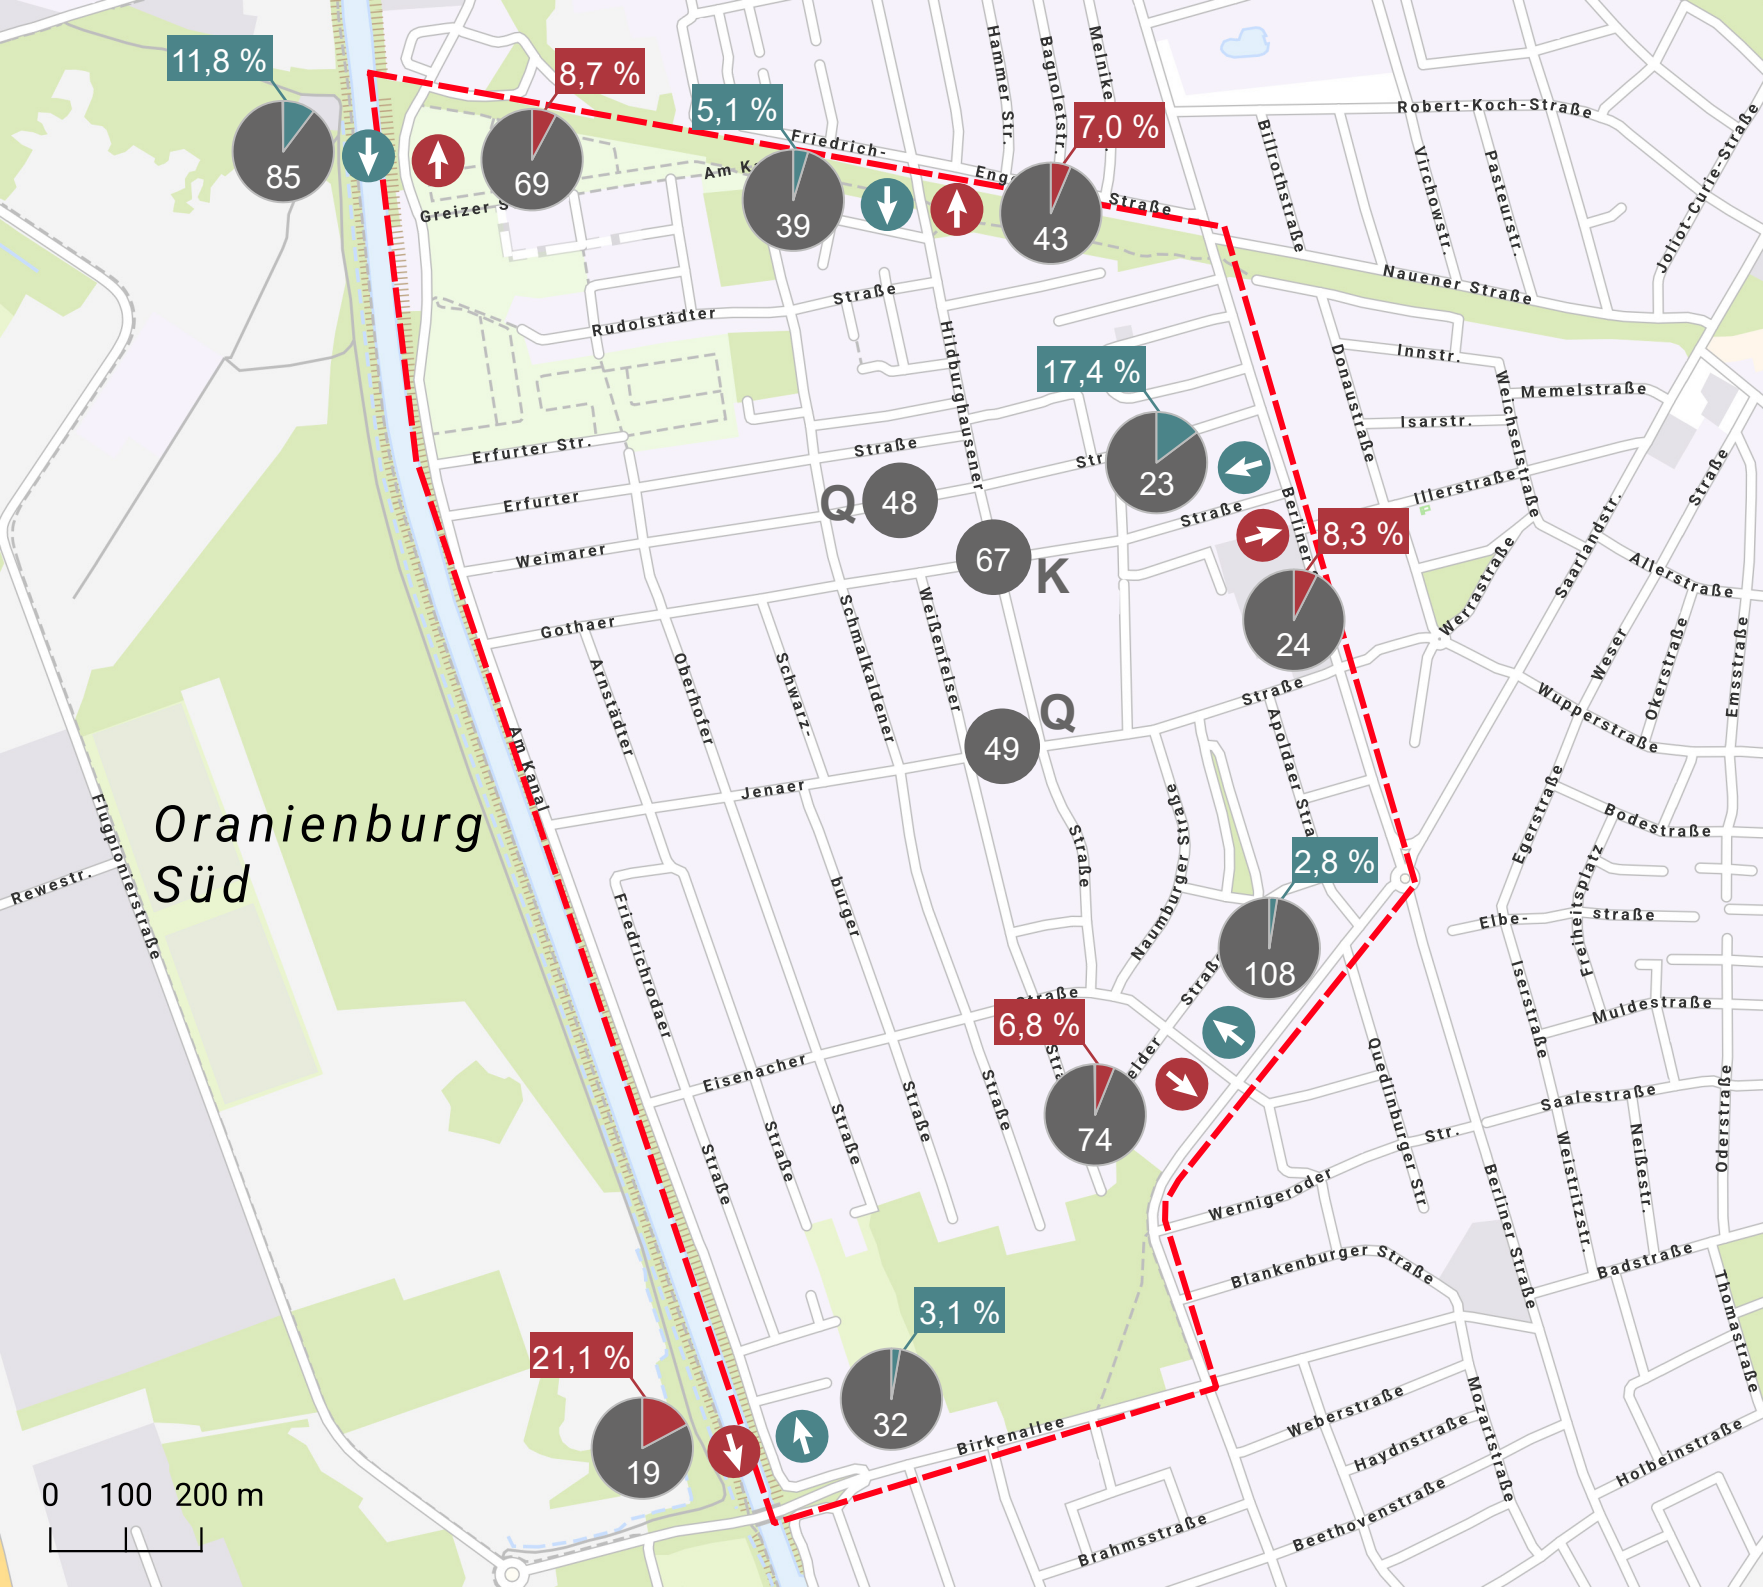 11,8 %
85
8,7 %
69
5,1 %
39
7,0 %
43
17,4 %
23
8,3 %
24
Q
48
67
K
49
Q
2,8 %
108
6,8 %
74
3,1 %
32
21,1 %
19
Oranienburg
Süd
0 100 200 m
Hammer Str.
Bagnoletstr.
Robert-Koch-Straße
Billrothstraße
Virchowstr.
Pasteurstr.
Joliot-Curie-Straße
Friedrich-
Straße
Nauener Straße
Greizer
Rudolstädter
Straße
Hildburghausener
Straße
Innstr.
Memelstraße
Isarstr.
Donaustraße
Weichselstraße
Illerstraße
Straße
Saarlandstr.
Allerstraße
Werrastraße
Weser
Okerstraße
Emsstraße
Wupperstraße
Egerstraße
Bodestraße
Freiheitsplatz
Elbe-
straße
Iserstraße
Muldestraße
Saalestraße
Oderstraße
Weistritzstr.
Neißestr.
Badstraße
Thomastraße
Erfurter Str.
Erfurter
Straße
Weimarer
Gothaer
Straße
Berliner
Arnstädter
Oberhofer
Schwarz-
burger
Schmalkaldener
Weißenfelser
Am Kanal
Jenaer
Straße
Apoldaer
Naumburger Straße
Straße
Friedrichrodaer
Eisenacher
Straße
Straße
Straße
Straße
Straße
Straße
Quedlinburger Str
Wernigeroder
Str.
Berliner Straße
Blankenburger Straße
Birkenallee
Weberstraße
Haydnstraße
Mozartstraße
Holbeinstraße
Beethovenstraße
Brahmsstraße
Flugpionierstraße
Rewestr.